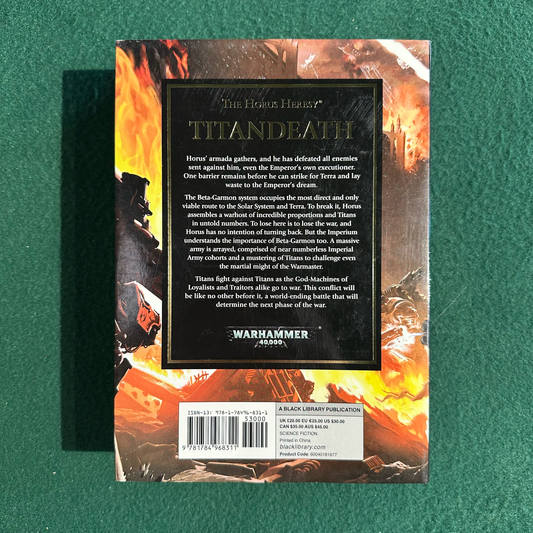 THE HORUS HERESY®
TITANDEATH
Horus' armada gathers, and he has defeated all enemies
sent against him, even the Emperor's own executioner.
One barrier remains before he can strike for Terra and lay
waste to the Emperor's dream.
The Beta-Garmon system occupies the most direct and only
viable route to the Solar System and Terra. To break it, Horus
assembles a warhost of incredible proportions and Titans
in untold numbers. To lose here is to lose the war, and
Horus has no intention of turning back. But the Imperium
understands the importance of Beta-Garmon too. A massive
army is arrayed, comprised of near numberless Imperial
Army cohorts and a mustering of Titans to challenge even
the martial might of the Warmaster.
Titans fight against Titans as the God-Machines of
Loyalists and Traitors alike go to war. This conflict will
be like no other before it, a world-ending battle that will
determine the next phase of the war.
WARHAMMER
40,000
ISBN-13: 978-1-78496-831-1
53000
9 781784 968311
A BLACK LIBRARY PUBLICATION
UK £20.00 EU €25.00 US $30.00
CAN $35.00 AUS $45.00
SCIENCE FICTION
Printed in China
blacklibrary.com
Product Code: 60040181677